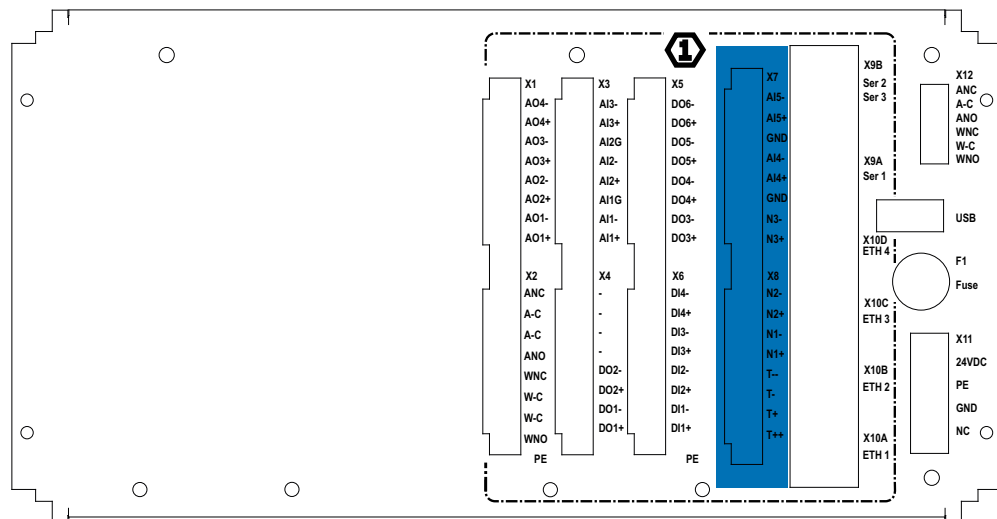 1
X1
AO4-
AO4+
AO3-
AO3+
AO2-
AO2+
AO1-
AO1+
X2
ANC
A-C
A-C
ANO
WNC
W-C
W-C
WNO
PE
X3
AI3-
AI3+
AI2G
AI2-
AI2+
AI1G
AI1-
AI1+
X4
-
-
-
-
DO2-
DO2+
DO1-
DO1+
X5
DO6-
DO6+
DO5-
DO5+
DO4-
DO4+
DO3-
DO3+
X6
DI4-
DI4+
DI3-
DI3+
DI2-
DI2+
DI1-
DI1+
PE
X7
AI5-
AI5+
GND
AI4-
AI4+
GND
N3-
N3+
X8
N2-
N2+
N1-
N1+
T--
T-
T+
T++
X9B
Ser 2
Ser 3
X9A
Ser 1
X10D
ETH 4
X10C
ETH 3
X10B
ETH 2
X10A
ETH 1
X12
ANC
A-C
ANO
WNC
W-C
WNO
USB
F1
Fuse
X11
24VDC
PE
GND
NC